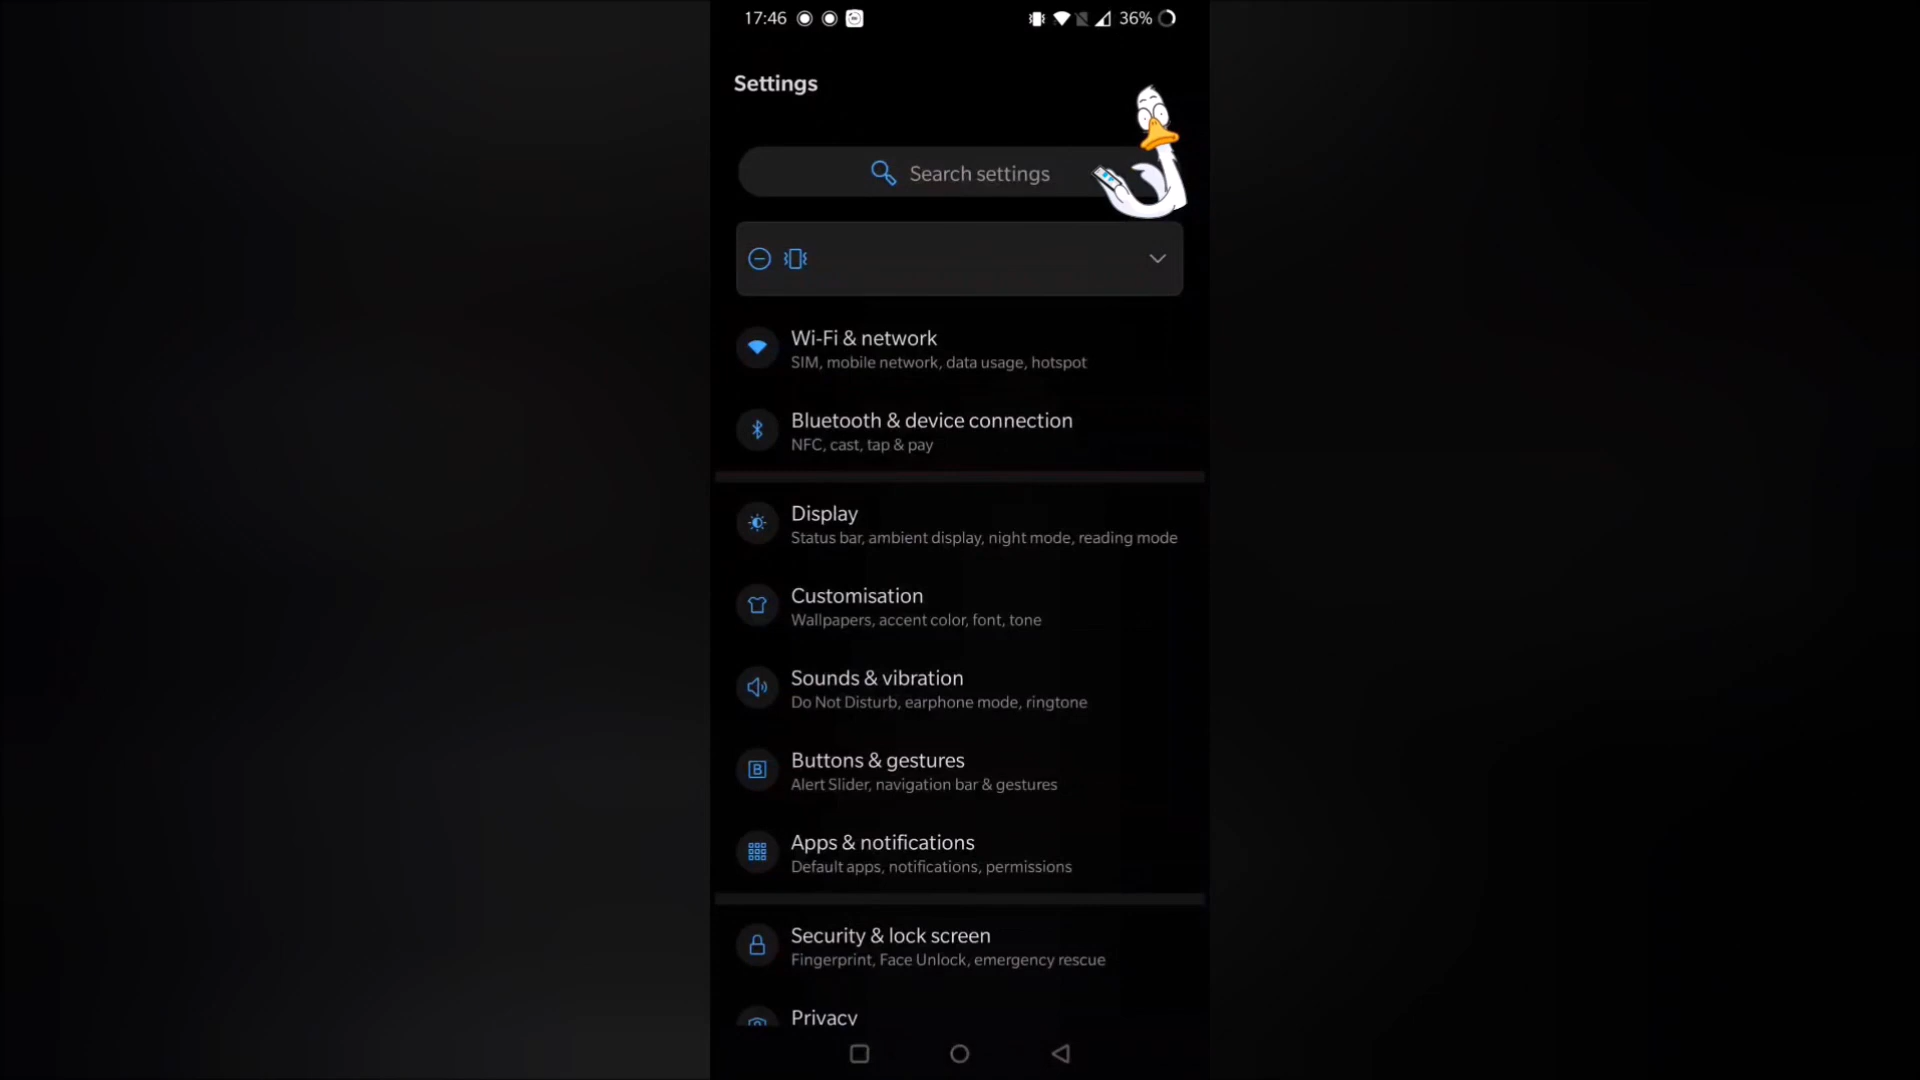 17:46
36%
Settings
Search settings
Wi-Fi & network
SIM, mobile network, data usage, hotspot
Bluetooth & device connection
NFC, cast, tap & pay
Display
Status bar, ambient display, night mode, reading mode
Customisation
Wallpapers, accent color, font, tone
Sounds & vibration
Do Not Disturb, earphone mode, ringtone
Buttons & gestures
Alert Slider, navigation bar & gestures
Apps & notifications
Default apps, notifications, permissions
Security & lock screen
Fingerprint, Face Unlock, emergency rescue
Privacy